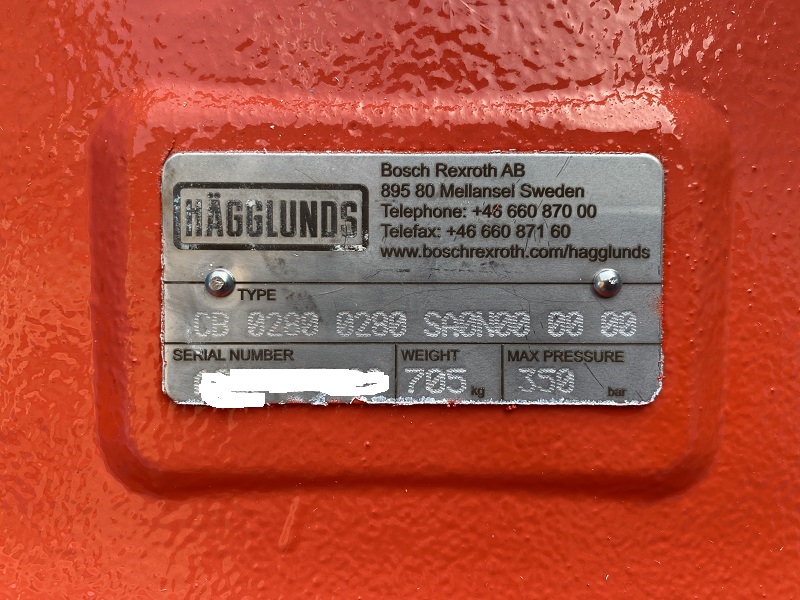 HÄGGLUNDS
Bosch Rexroth AB
895 80 Mellansel Sweden
Telephone: +46 660 870 00
Telefax: +46 660 871 60
www.boschrexroth.com/hagglunds
TYPE
CB 0280 0280 SA0N00 00 00
SERIAL NUMBER
WEIGHT
705 kg
MAX PRESSURE
350 bar